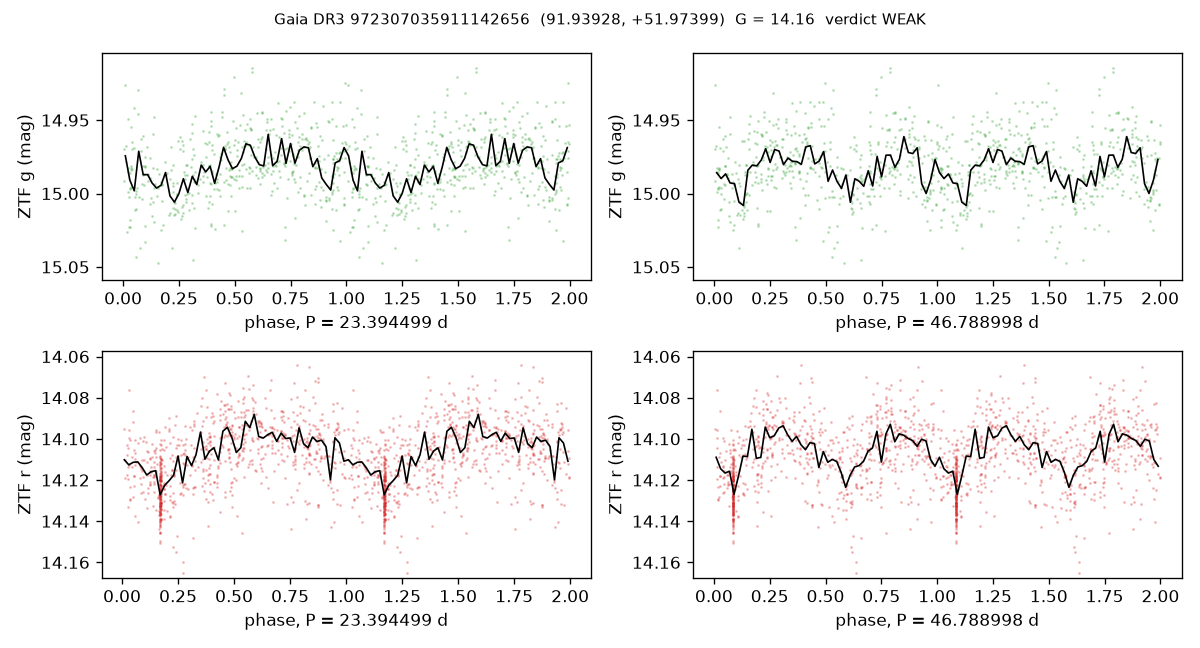 Gaia DR3 972307035911142656  (91.93928, +51.97399)  G = 14.16  verdict WEAK
ZTF g (mag)
14.95
15.00
15.05
0.00 0.25 0.50 0.75 1.00 1.25 1.50 1.75 2.00
phase, P = 23.394499 d
ZTF g (mag)
14.95
15.00
15.05
0.00 0.25 0.50 0.75 1.00 1.25 1.50 1.75 2.00
phase, P = 46.788998 d
ZTF r (mag)
14.06
14.08
14.10
14.12
14.14
14.16
0.00 0.25 0.50 0.75 1.00 1.25 1.50 1.75 2.00
phase, P = 23.394499 d
ZTF r (mag)
14.06
14.08
14.10
14.12
14.14
14.16
0.00 0.25 0.50 0.75 1.00 1.25 1.50 1.75 2.00
phase, P = 46.788998 d